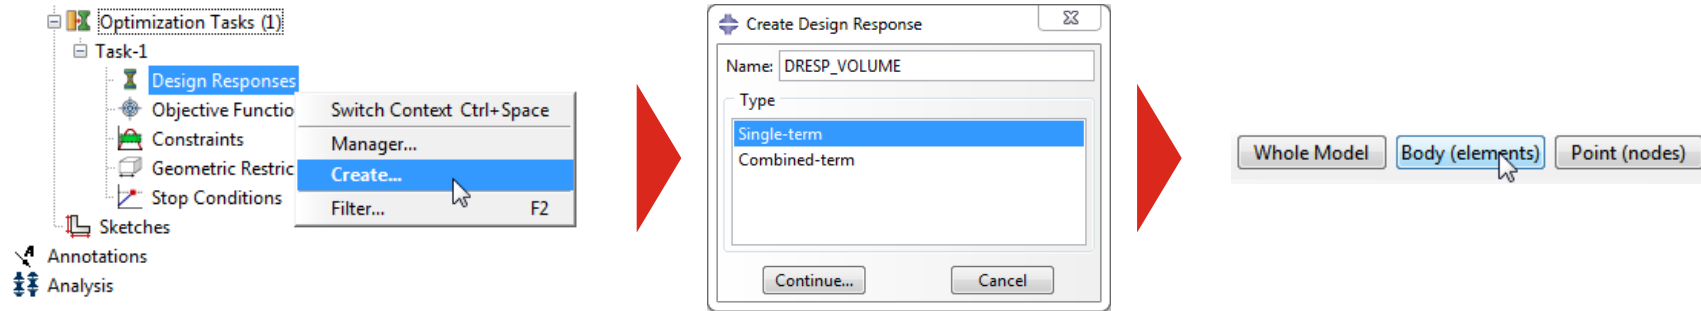 Optimization Tasks (1)
Task-1
Design Responses
Objective Functio
Constraints
Geometric Restric
Stop Conditions
Sketches
Annotations
Analysis
Switch Context Ctrl+Space
Manager...
Create...
Filter... F2
Create Design Response
Name: DRESP_VOLUME
Type
Single-term
Combined-term
Continue... Cancel
Whole Model Body (elements) Point (nodes)